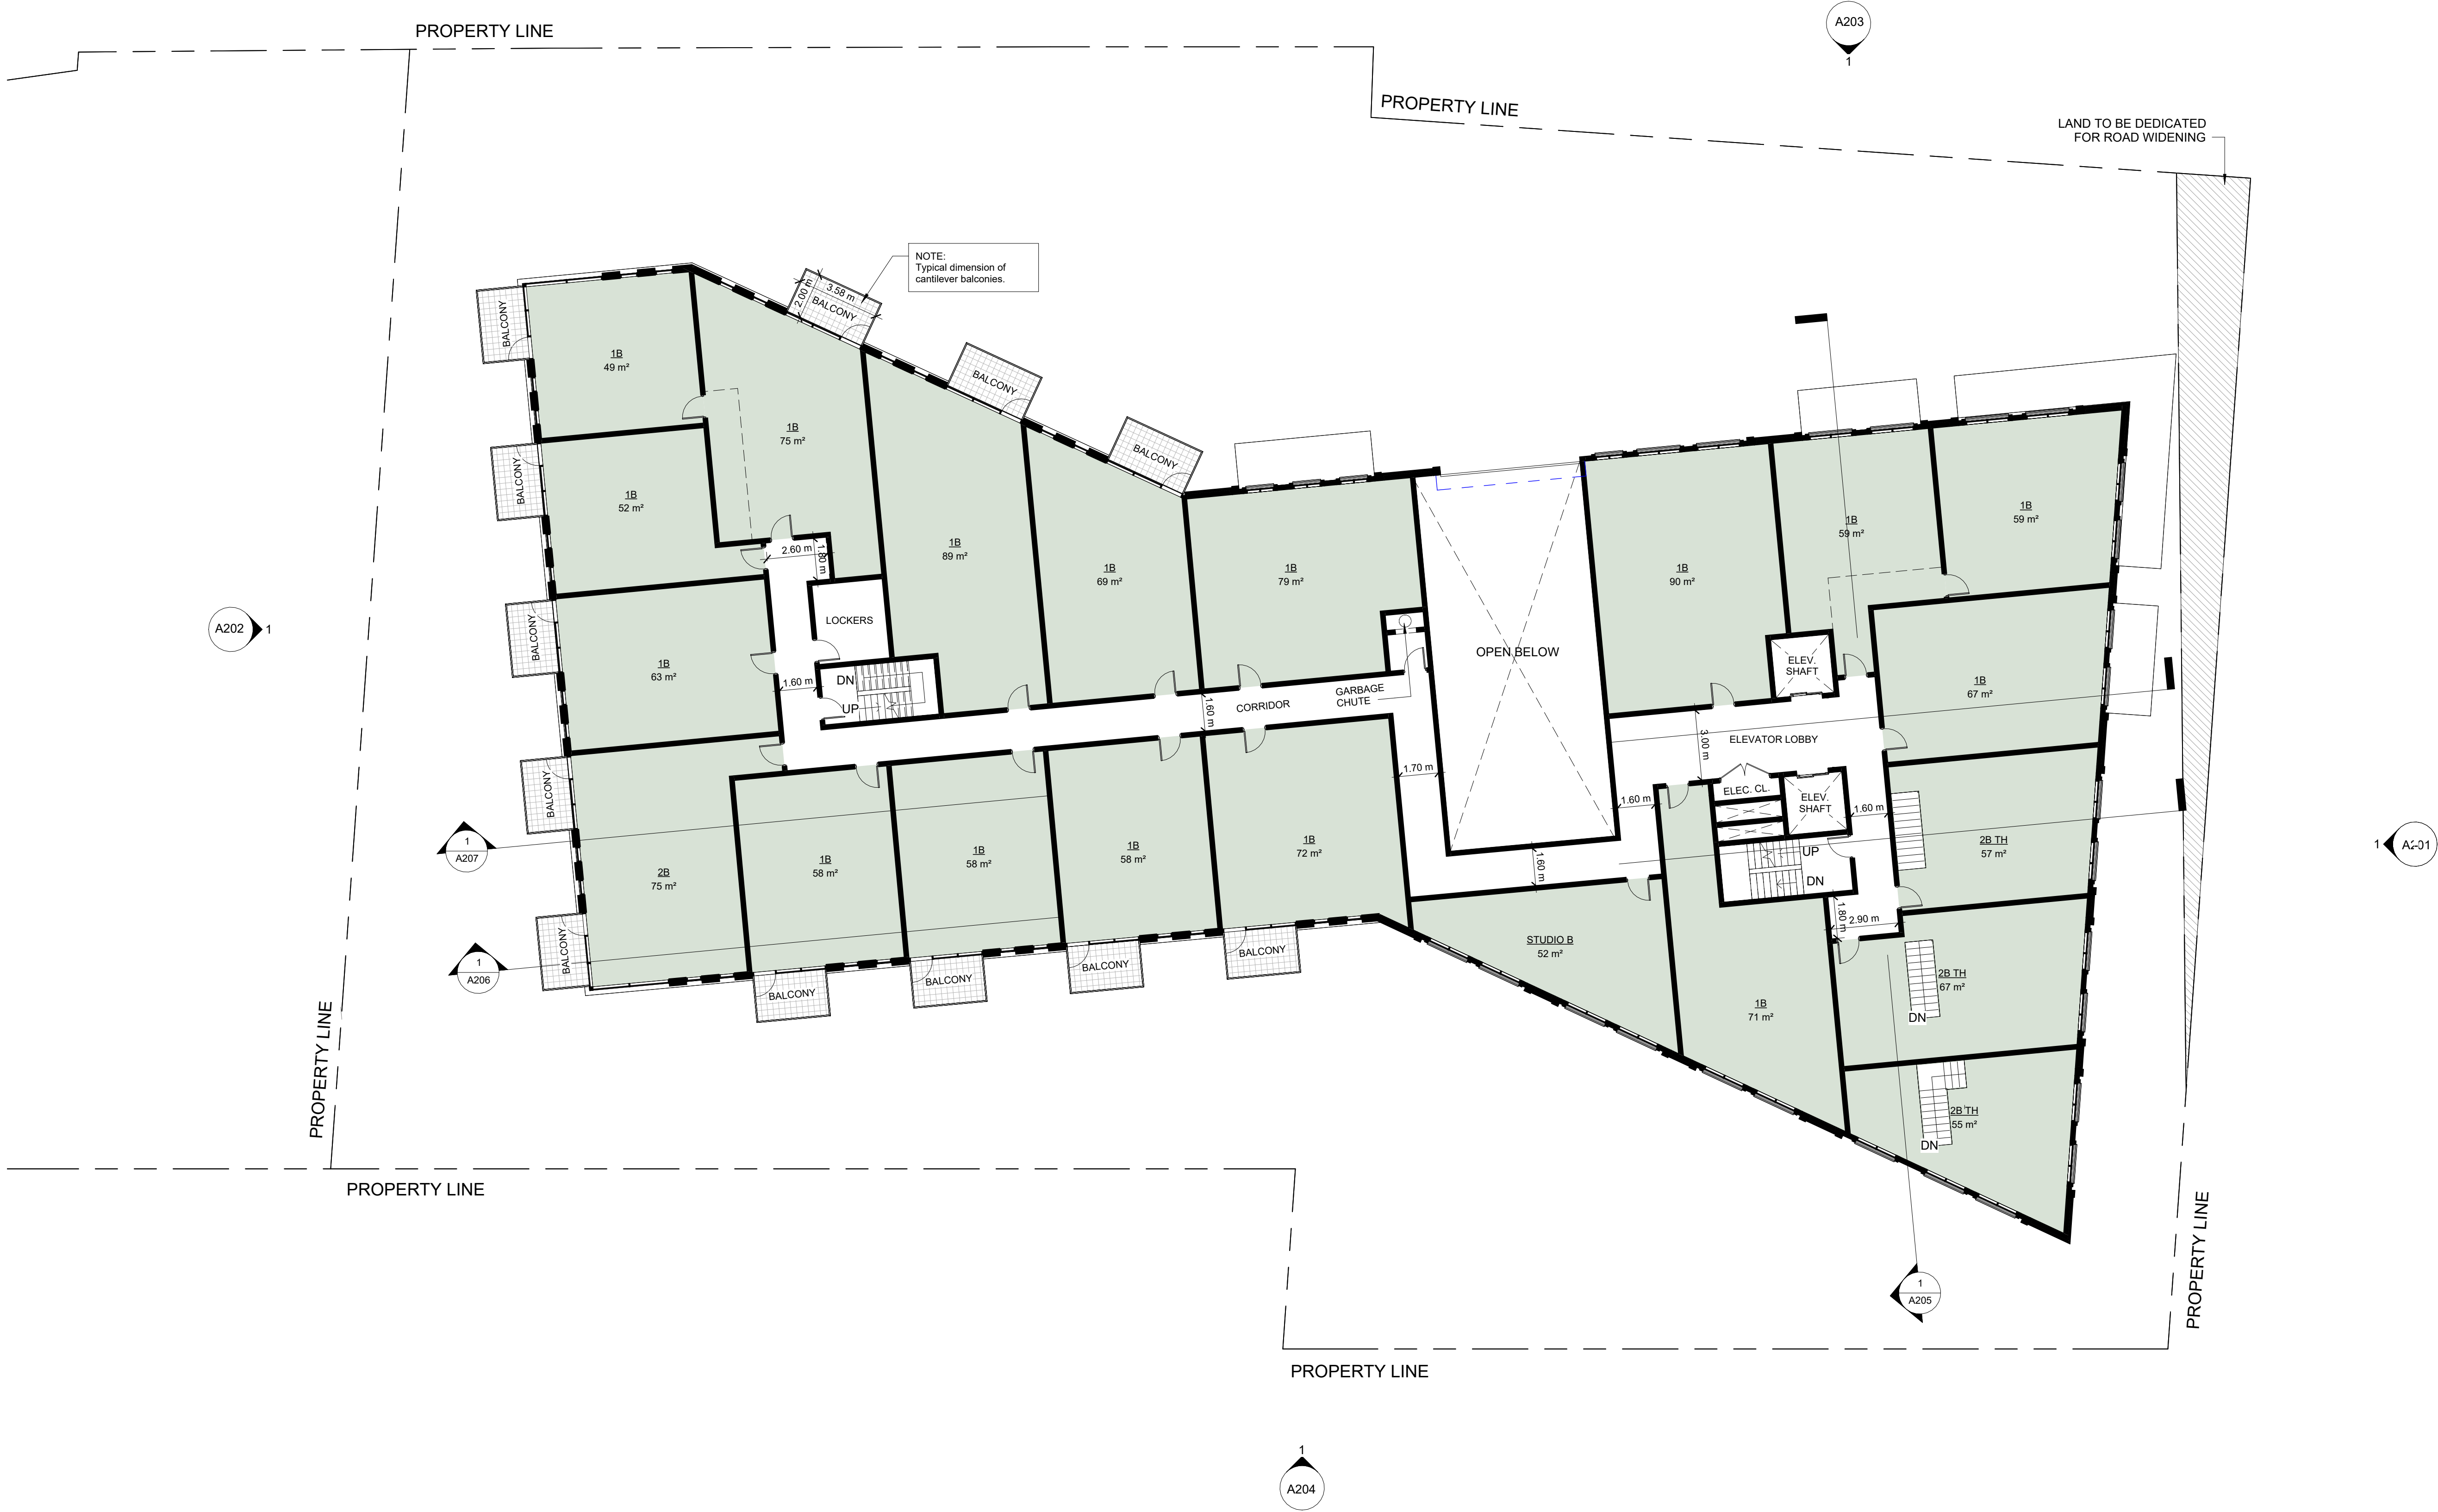 PROPERTY LINE
A203
1
PROPERTY LINE
LAND TO BE DEDICATED
FOR ROAD WIDENING
NOTE:
Typical dimension of
cantilever balconies.
3.58 m
2.00 m
BALCONY
BALCONY
1B
49 m²
BALCONY
1B
75 m²
BALCONY
BALCONY
1B
52 m²
1B
89 m²
1B
69 m²
1B
79 m²
1B
90 m²
1B
59 m²
1B
59 m²
2.60 m
1.80 m
A202
1
BALCONY
LOCKERS
1B
63 m²
1.60 m
DN
UP
OPEN BELOW
ELEV.
SHAFT
1B
67 m²
GARBAGE
CHUTE
CORRIDOR
1.60 m
3.00 m
ELEVATOR LOBBY
1.70 m
BALCONY
ELEC. CL.
ELEV.
SHAFT
1.60 m
1.60 m
1
A207
2B
75 m²
1B
58 m²
1B
58 m²
1B
58 m²
1B
72 m²
1.60 m
UP
DN
2B TH
57 m²
1
A201
1.80 m
2.90 m
BALCONY
1
A206
BALCONY
BALCONY
BALCONY
BALCONY
STUDIO B
52 m²
2B TH
67 m²
DN
1B
71 m²
2B TH
55 m²
DN
PROPERTY LINE
PROPERTY LINE
PROPERTY LINE
1
A205
PROPERTY LINE
1
A204